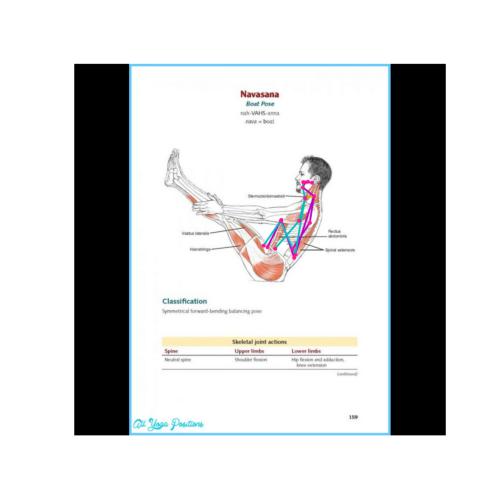 Navasana
Boat Pose
nah-VAHS-anna
nava = boat
Sternocleidomastoid
Vastus lateralis
Rectus
abdominis
Hamstrings
Spinal extensors
Classification
Symmetrical forward-bending balancing pose
Skeletal joint actions
Spine Upper limbs Lower limbs
Neutral spine Shoulder flexion Hip flexion and adduction,
knee extension
(continued)
159
All Yoga Positions